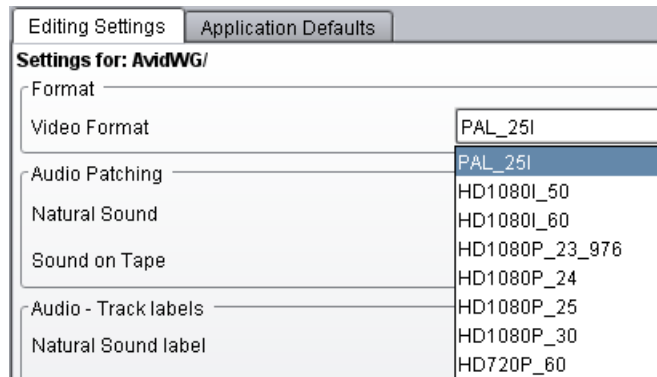 Editing Settings Application Defaults
Settings for: AvidWG/
Format
Video Format PAL_25I
PAL_25I
Audio Patching
HD1080I_50
Natural Sound
HD1080I_60
HD1080P_23_976
Sound on Tape
HD1080P_24
Audio - Track labels
HD1080P_25
HD1080P_30
Natural Sound label
HD720P_60